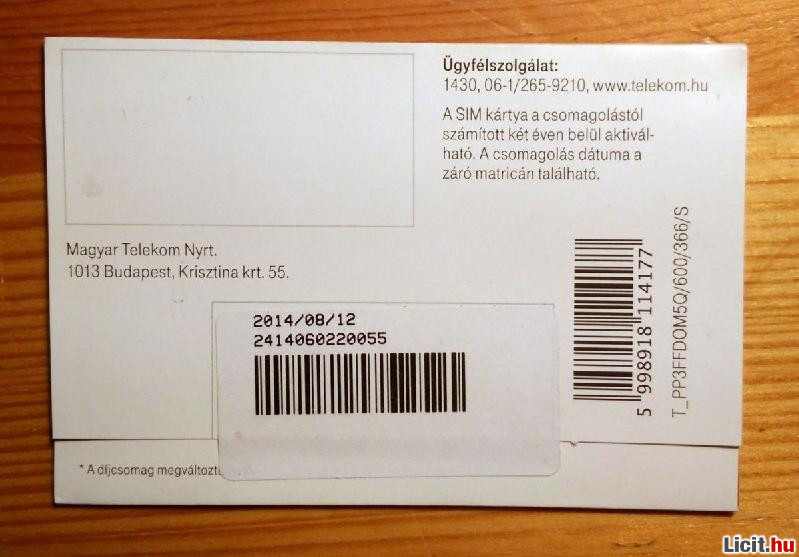 Ügyfélszolgálat:
1430, 06-1/265-9210, www.telekom.hu
A SIM kártya a csomagolástól
számított két éven belül aktivál-
ható. A csomagolás dátuma a
záró matricán található.
Magyar Telekom Nyrt.
1013 Budapest, Krisztina krt. 55.
2014/08/12
2414060220055
5 998918 114177
T_PP3FFDOM5Q/600/366/S
* A díjcsomag
Licit.hu